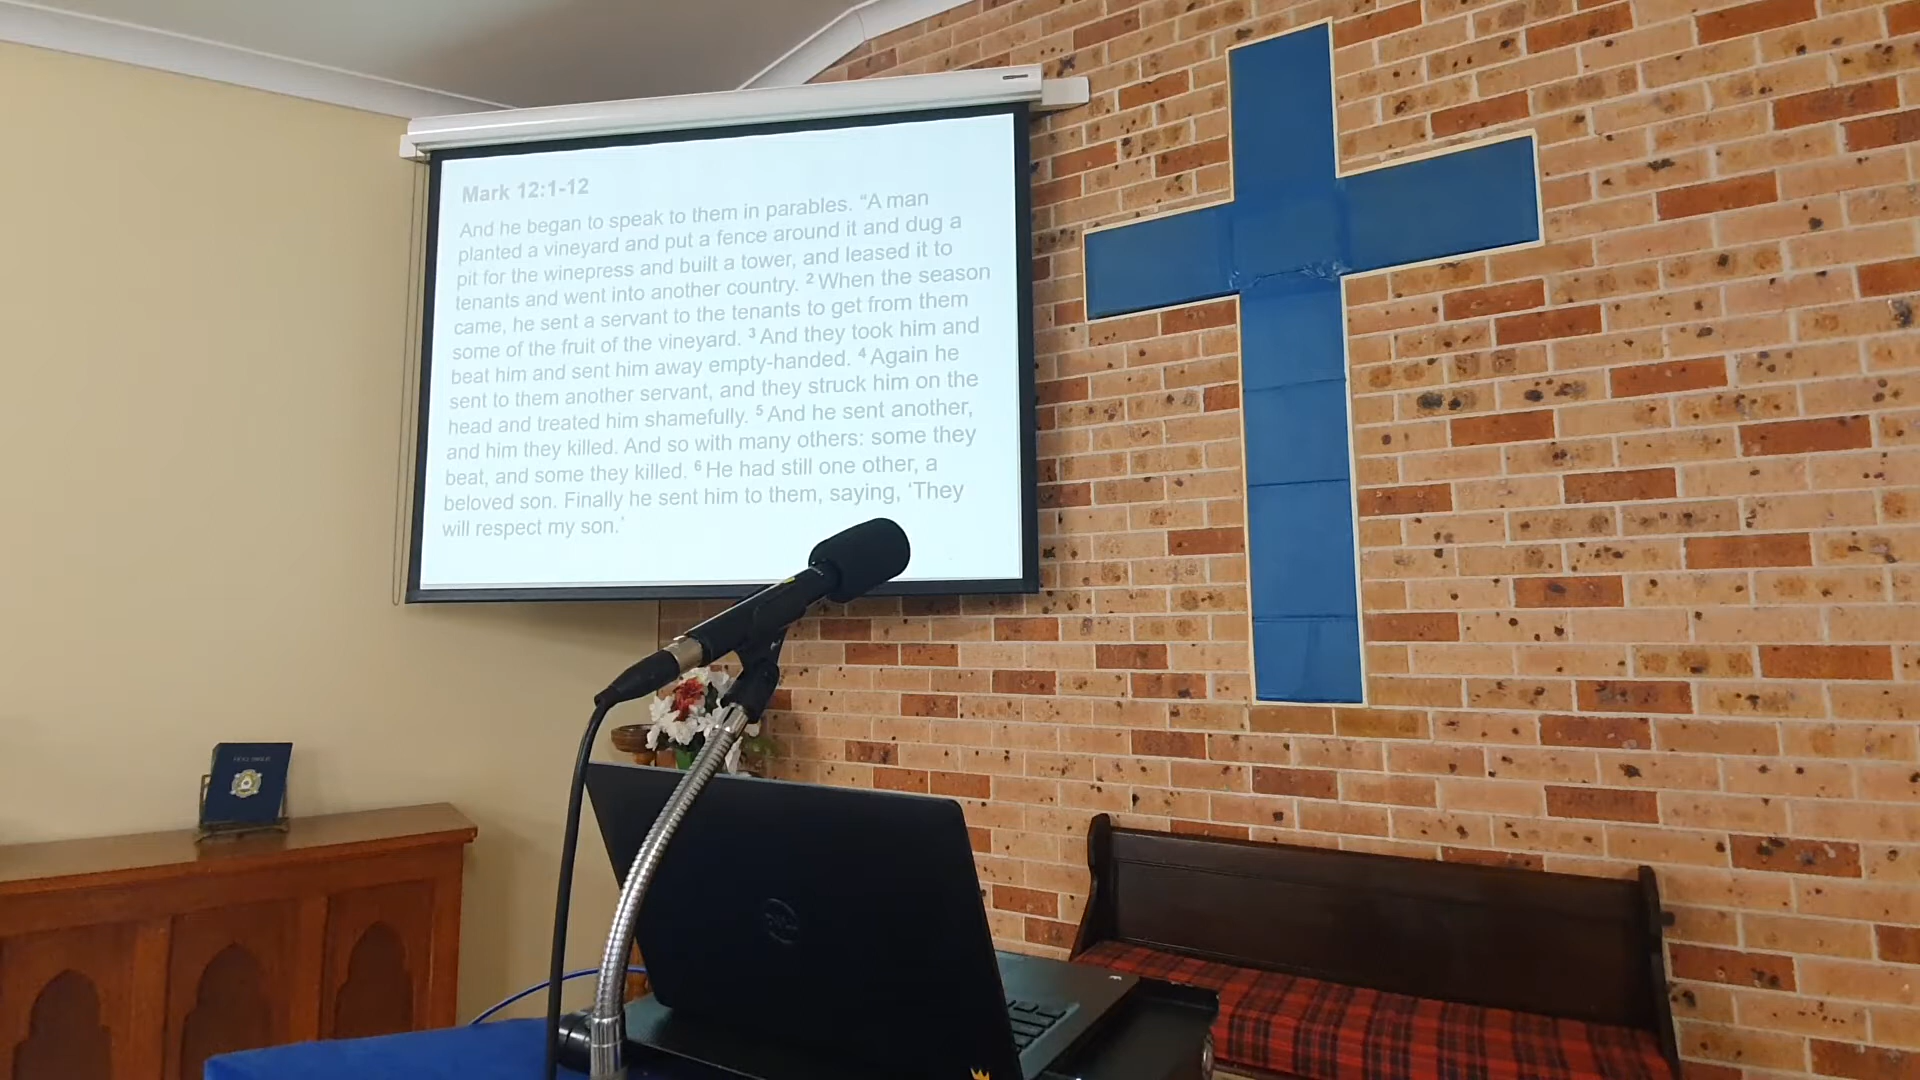 Mark 12:1-12
And he began to speak to them in parables. “A man
planted a vineyard and put a fence around it and dug a
pit for the winepress and built a tower, and leased it to
tenants and went into another country. ² When the season
came, he sent a servant to the tenants to get from them
some of the fruit of the vineyard. ³ And they took him and
beat him and sent him away empty-handed. ⁴ Again he
sent to them another servant, and they struck him on the
head and treated him shamefully. ⁵ And he sent another,
and him they killed. And so with many others: some they
beat, and some they killed. ⁶ He had still one other, a
beloved son. Finally he sent him to them, saying, ‘They
will respect my son.’
HOLY BIBLE
DELL